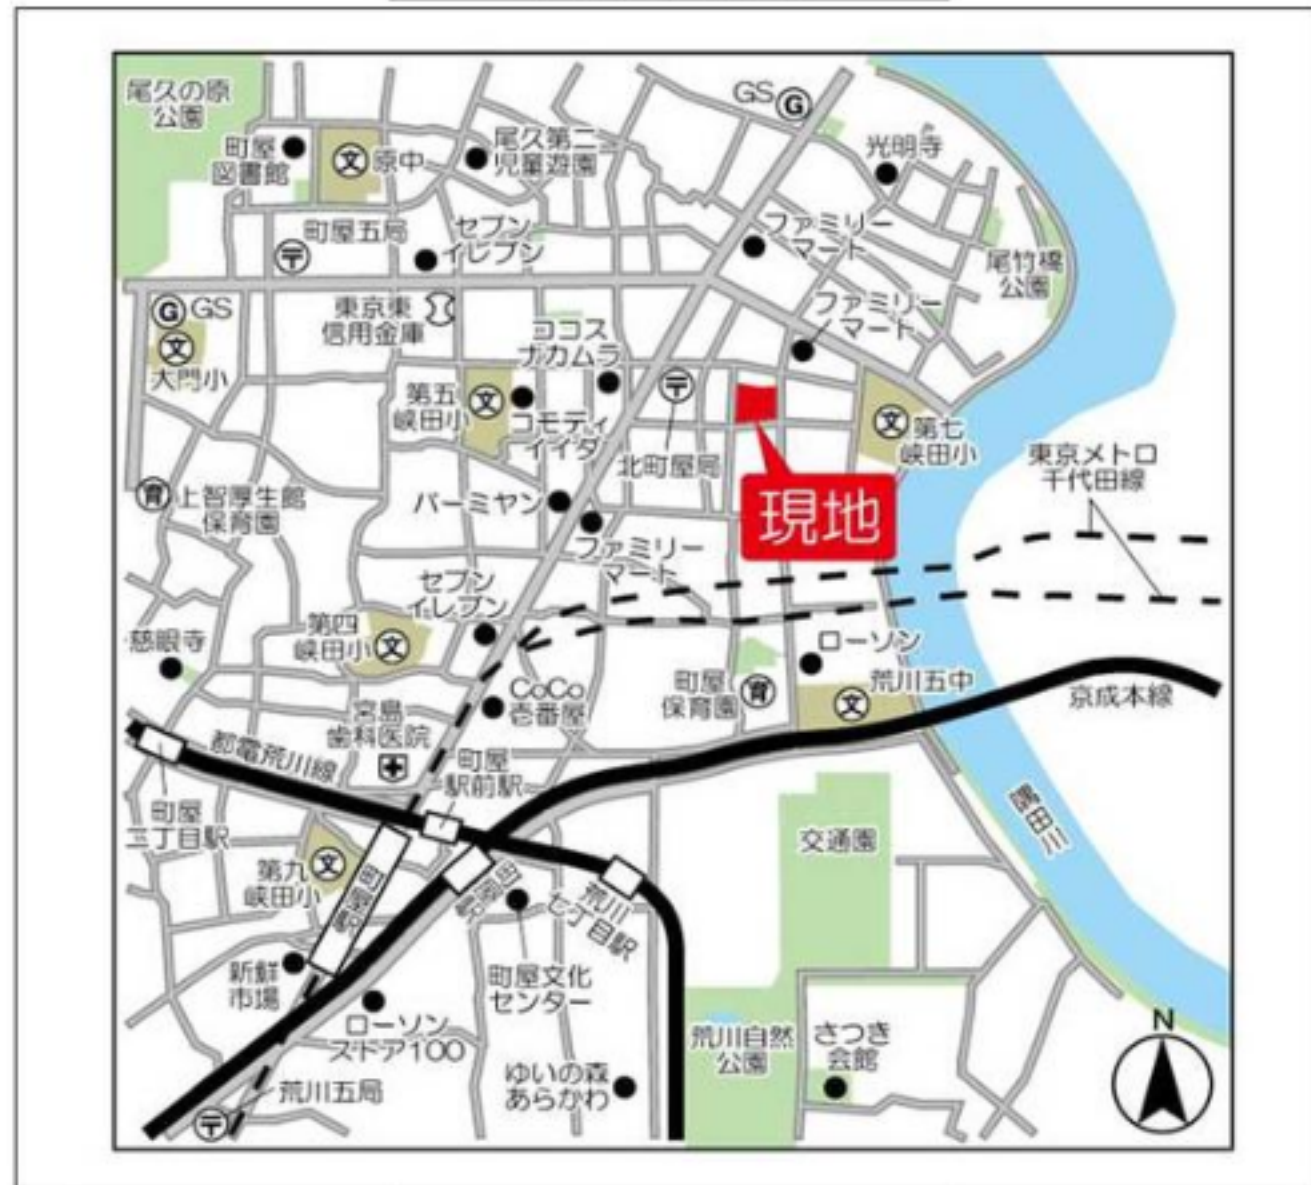 尾久の原
公園
町屋
図書館
文
原中
尾久第二
児童遊園
GS
G
光明寺
町屋五局
セブン
イレブン
ファミリー
マート
尾竹橋
公園
G
GS
文
大門小
東京東
信用金庫
ココス
ナカムラ
ファミリー
マート
第五
峡田小
文
コモディ
イイダ
北町屋局
文
第七
峡田小
東京メトロ
千代田線
育
上智厚生館
保育園
バーミヤン
現地
ファミリー
マート
セブン
イレブン
第四
峡田小
文
慈眼寺
ローソン
CoCo
壱番屋
町屋
保育園
育
荒川五中
文
京成本線
宮島
歯科医院
都電荒川線
町屋
駅前駅
町屋
二丁目駅
隅田川
交通園
第九
峡田小
文
町屋駅
町屋駅
荒川
七丁目駅
新鮮
市場
町屋文化
センター
ローソン
ストア100
荒川自然
公園
さつき
会館
N
ゆいの森
あらかわ
荒川五局